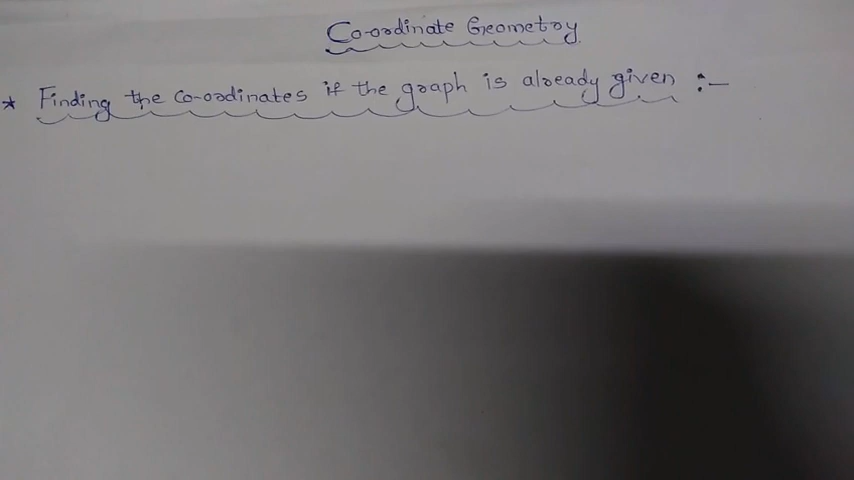 Co-ordinate Geometry
* Finding the co-ordinates if the graph is already given :-